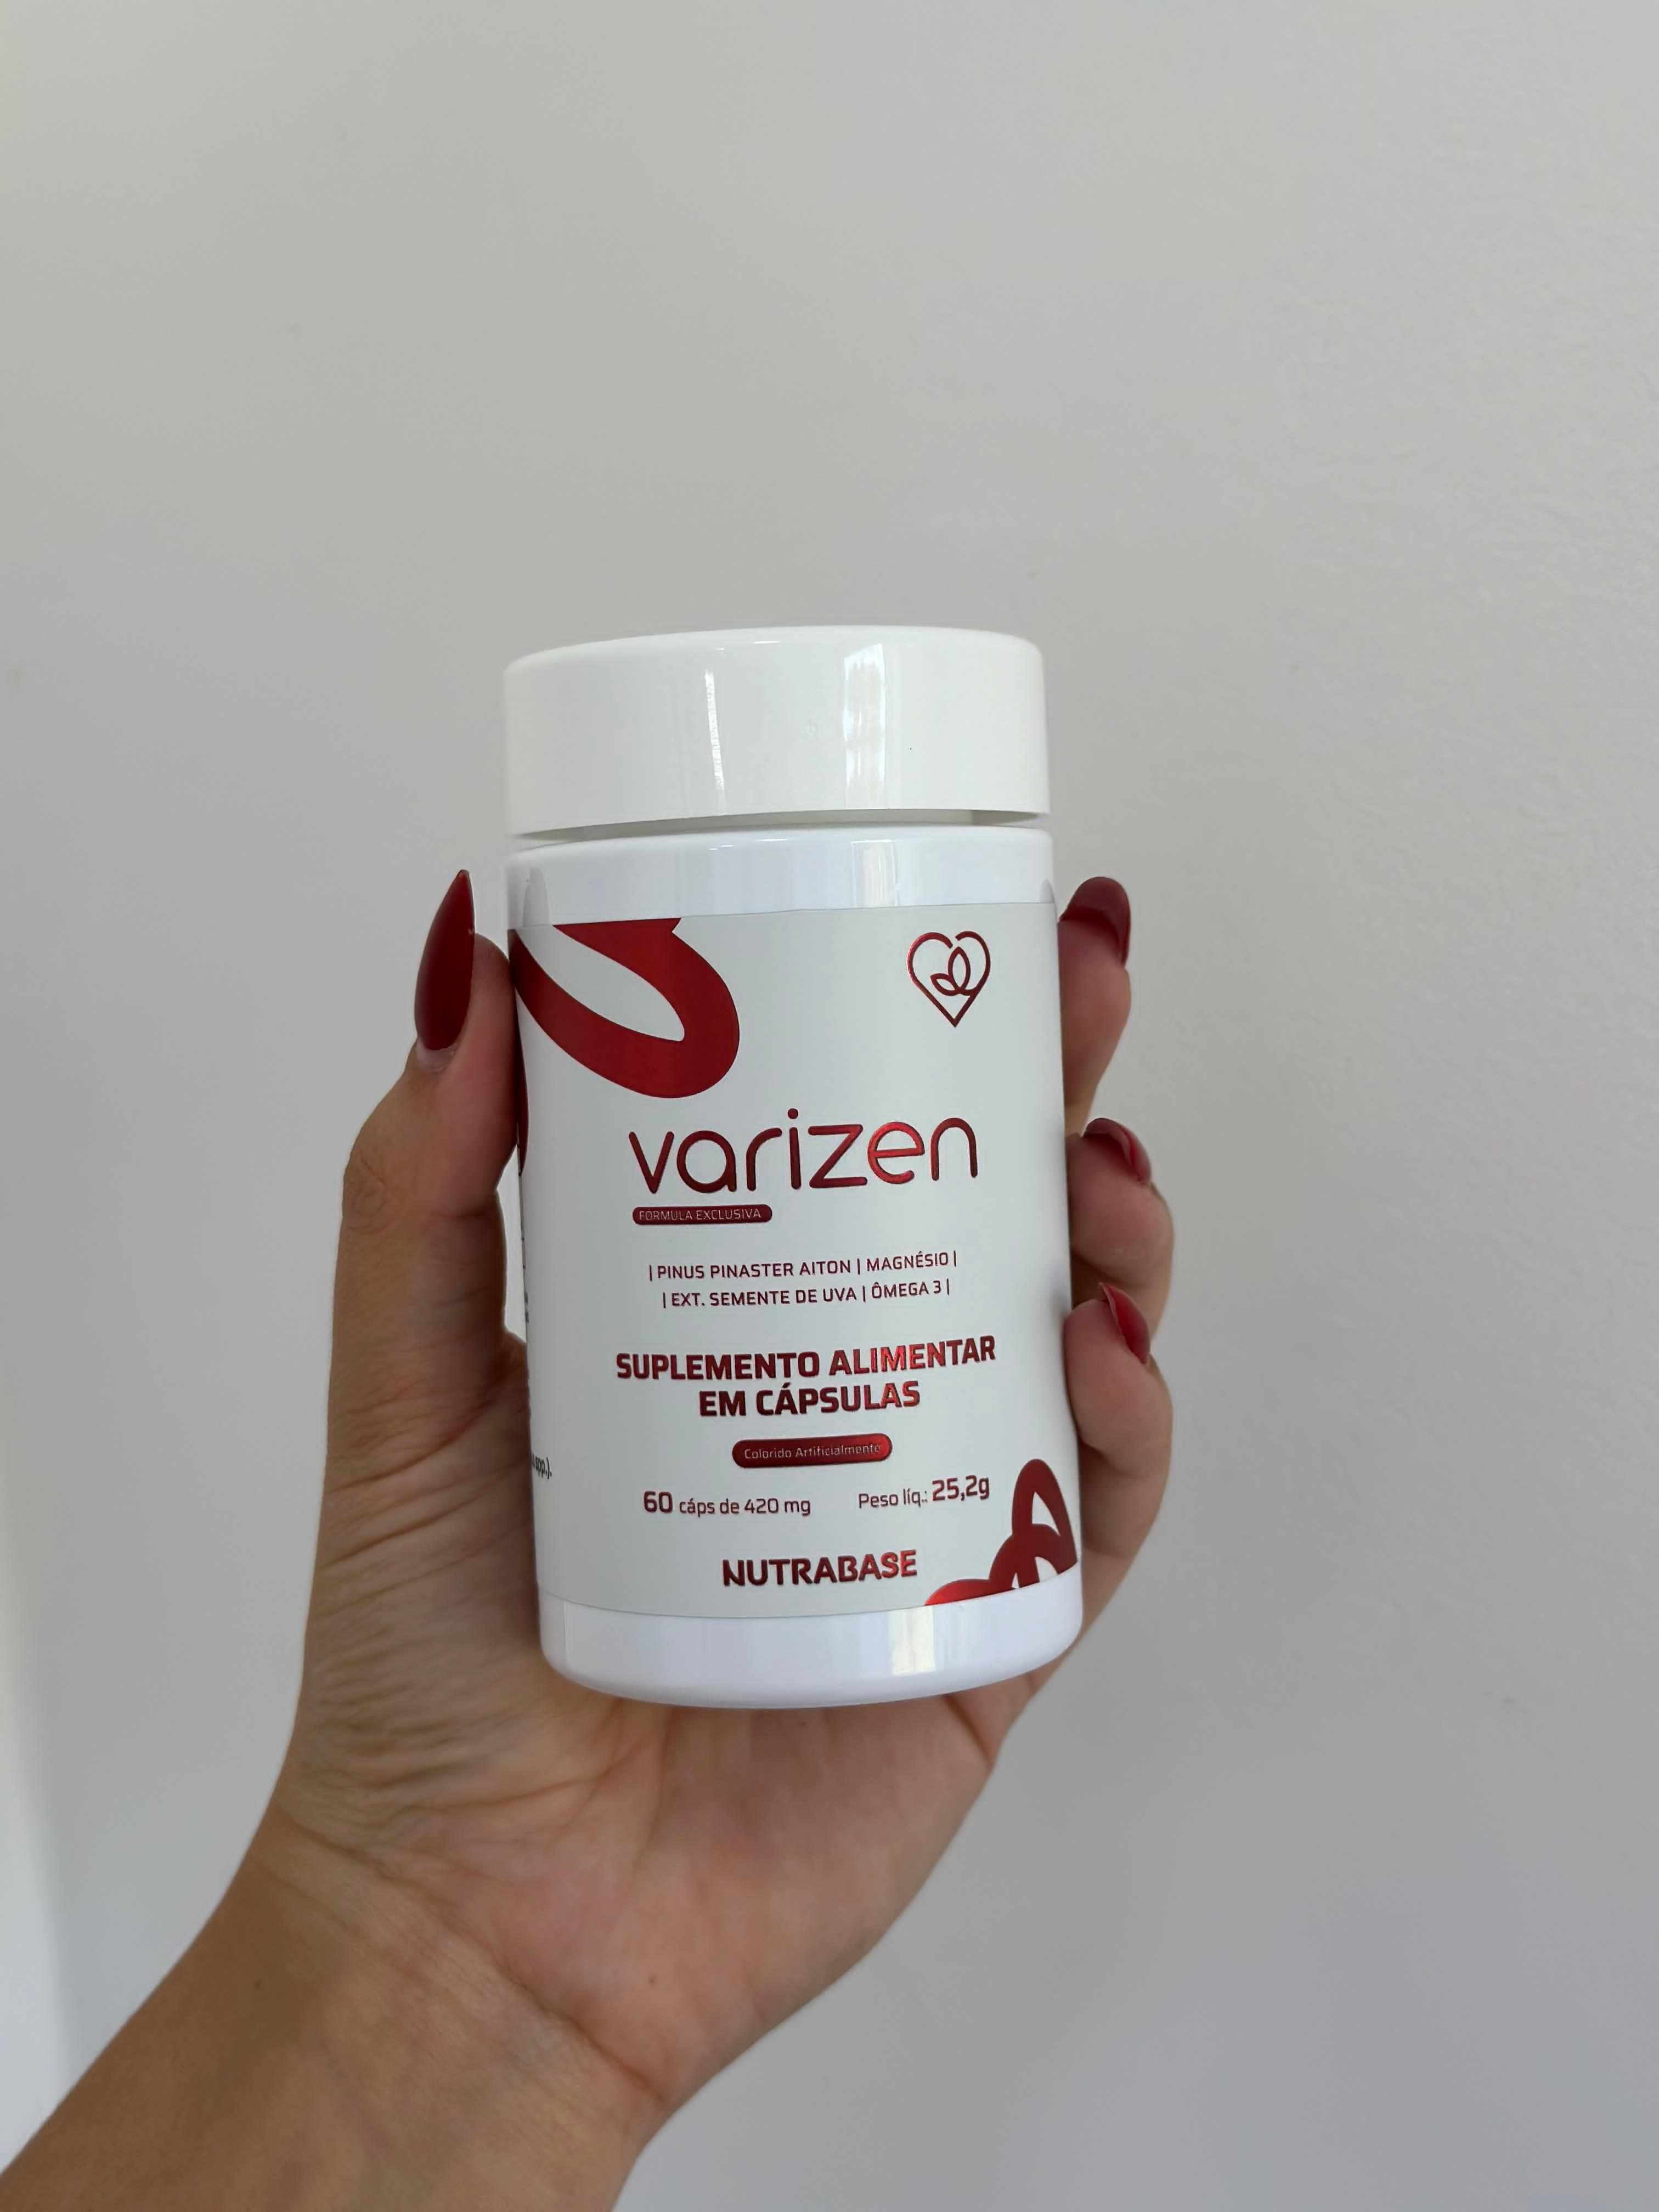 varizen
FÓRMULA EXCLUSIVA
| PINUS PINASTER AITON | MAGNÉSIO |
| EXT. SEMENTE DE UVA | ÔMEGA 3 |
SUPLEMENTO ALIMENTAR
EM CÁPSULAS
Colorido Artificialmente
60 cáps de 420 mg Peso líq.: 25,2g
NUTRABASE